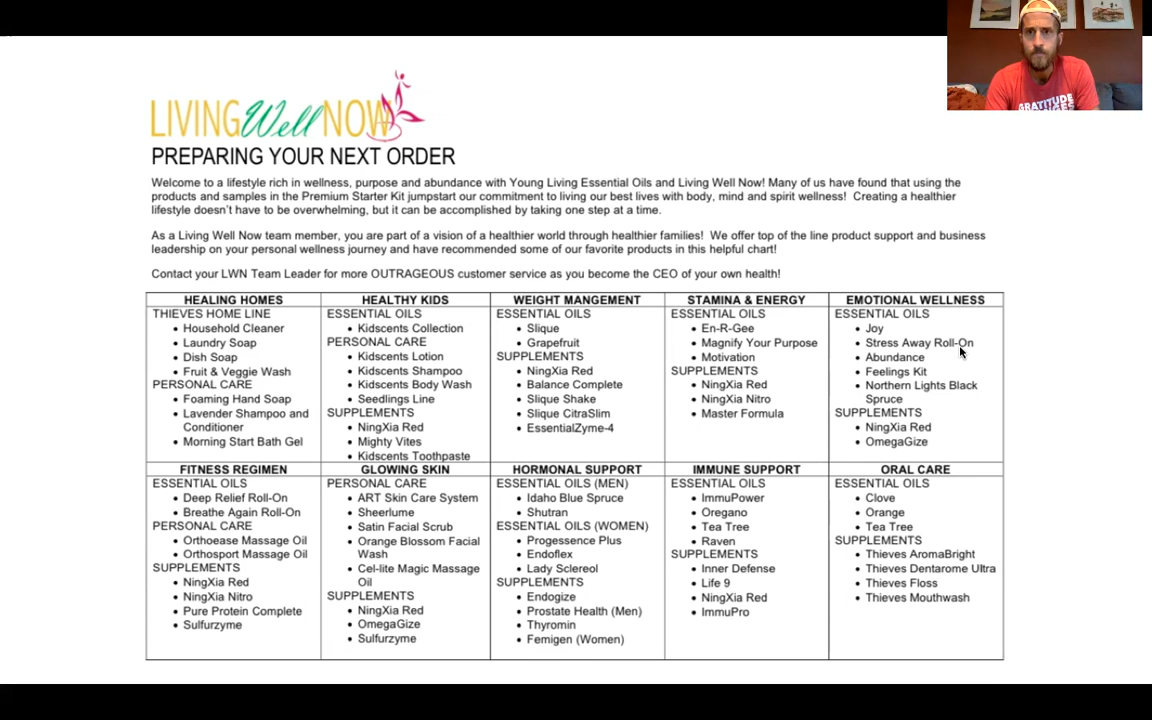 LIVING Well NOW
PREPARING YOUR NEXT ORDER
Welcome to a lifestyle rich in wellness, purpose and abundance with Young Living Essential Oils and Living Well Now! Many of us have found that using the
products and samples in the Premium Starter Kit jumpstart our commitment to living our best lives with body, mind and spirit wellness! Creating a healthier
lifestyle doesn't have to be overwhelming, but it can be accomplished by taking one step at a time.
As a Living Well Now team member, you are part of a vision of a healthier world through healthier families! We offer top of the line product support and business
leadership on your personal wellness journey and have recommended some of our favorite products in this helpful chart!
Contact your LWN Team Leader for more OUTRAGEOUS customer service as you become the CEO of your own health!
HEALING HOMES
THIEVES HOME LINE
• Household Cleaner
• Laundry Soap
• Dish Soap
• Fruit & Veggie Wash
PERSONAL CARE
• Foaming Hand Soap
• Lavender Shampoo and
Conditioner
• Morning Start Bath Gel
HEALTHY KIDS
ESSENTIAL OILS
• Kidscents Collection
PERSONAL CARE
• Kidscents Lotion
• Kidscents Shampoo
• Kidscents Body Wash
• Seedlings Line
SUPPLEMENTS
• NingXia Red
• Mighty Vites
• Kidscents Toothpaste
WEIGHT MANGEMENT
ESSENTIAL OILS
• Slique
• Grapefruit
SUPPLEMENTS
• NingXia Red
• Balance Complete
• Slique Shake
• Slique CitraSlim
• EssentialZyme-4
STAMINA & ENERGY
ESSENTIAL OILS
• En-R-Gee
• Magnify Your Purpose
• Motivation
SUPPLEMENTS
• NingXia Red
• NingXia Nitro
• Master Formula
EMOTIONAL WELLNESS
ESSENTIAL OILS
• Joy
• Stress Away Roll-On
• Abundance
• Feelings Kit
• Northern Lights Black
Spruce
SUPPLEMENTS
• NingXia Red
• OmegaGize
FITNESS REGIMEN
ESSENTIAL OILS
• Deep Relief Roll-On
• Breathe Again Roll-On
PERSONAL CARE
• Orthoease Massage Oil
• Orthosport Massage Oil
SUPPLEMENTS
• NingXia Red
• NingXia Nitro
• Pure Protein Complete
• Sulfurzyme
GLOWING SKIN
PERSONAL CARE
• ART Skin Care System
• Sheerlume
• Satin Facial Scrub
• Orange Blossom Facial
Wash
• Cel-lite Magic Massage
Oil
SUPPLEMENTS
• NingXia Red
• OmegaGize
• Sulfurzyme
HORMONAL SUPPORT
ESSENTIAL OILS (MEN)
• Idaho Blue Spruce
• Shutran
ESSENTIAL OILS (WOMEN)
• Progessence Plus
• Endoflex
• Lady Sclereol
SUPPLEMENTS
• Endogize
• Prostate Health (Men)
• Thyromin
• Femigen (Women)
IMMUNE SUPPORT
ESSENTIAL OILS
• ImmuPower
• Oregano
• Tea Tree
• Raven
SUPPLEMENTS
• Inner Defense
• Life 9
• NingXia Red
• ImmuPro
ORAL CARE
ESSENTIAL OILS
• Clove
• Orange
• Tea Tree
SUPPLEMENTS
• Thieves AromaBright
• Thieves Dentarome Ultra
• Thieves Floss
• Thieves Mouthwash
GRATITUDE